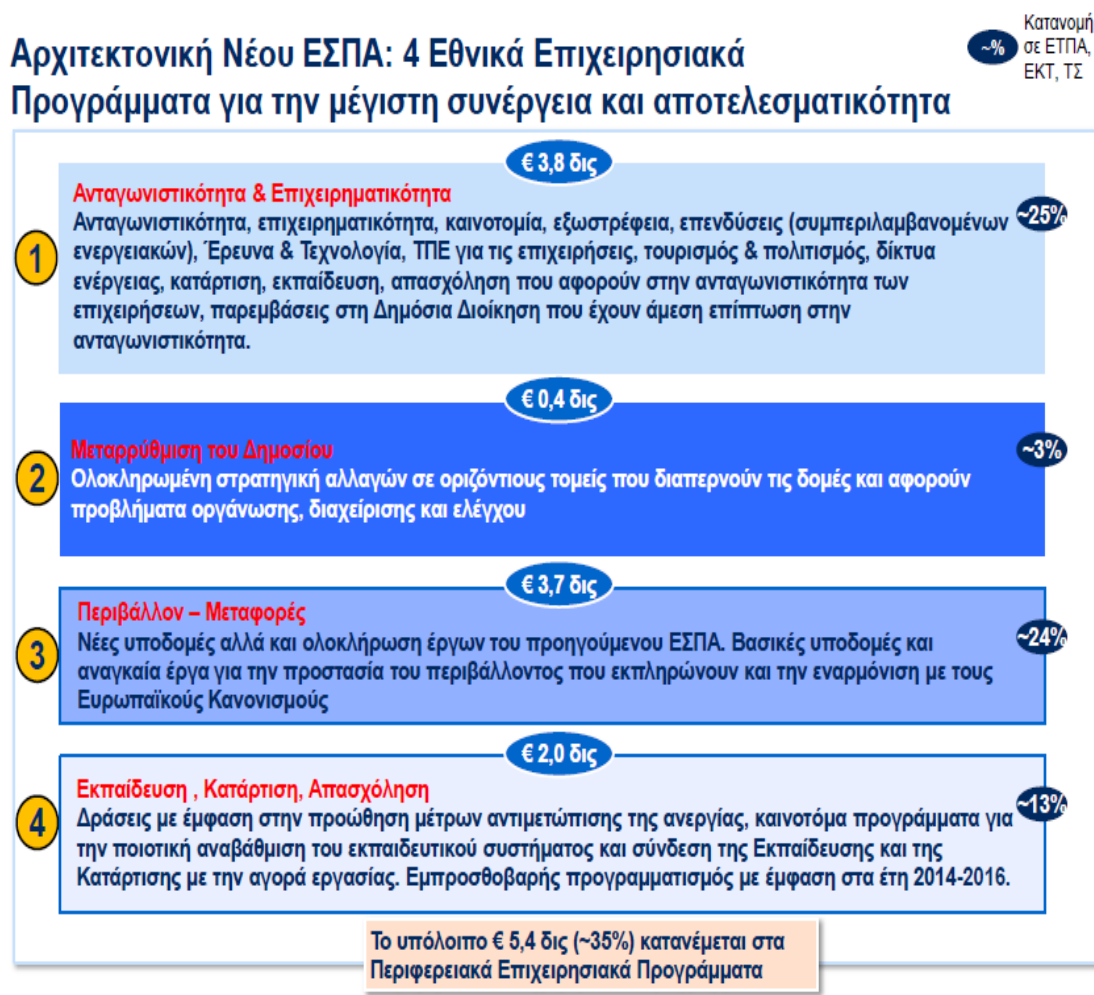 Αρχιτεκτονική Νέου ΕΣΠΑ: 4 Εθνικά Επιχειρησιακά
Προγράμματα για την μέγιστη συνέργεια και αποτελεσματικότητα
~%
Κατανομή
σε ΕΤΠΑ,
ΕΚΤ, ΤΣ
€ 3,8 δις
1
Ανταγωνιστικότητα & Επιχειρηματικότητα
Ανταγωνιστικότητα, επιχειρηματικότητα, καινοτομία, εξωστρέφεια, επενδύσεις (συμπεριλαμβανομένων
ενεργειακών), Έρευνα & Τεχνολογία, ΤΠΕ για τις επιχειρήσεις, τουρισμός & πολιτισμός, δίκτυα
ενέργειας, κατάρτιση, εκπαίδευση, απασχόληση που αφορούν στην ανταγωνιστικότητα των
επιχειρήσεων, παρεμβάσεις στη Δημόσια Διοίκηση που έχουν άμεση επίπτωση στην
ανταγωνιστικότητα.
~25%
€ 0,4 δις
2
Μεταρρύθμιση του Δημοσίου
Ολοκληρωμένη στρατηγική αλλαγών σε οριζόντιους τομείς που διαπερνούν τις δομές και αφορούν
προβλήματα οργάνωσης, διαχείρισης και ελέγχου
~3%
€ 3,7 δις
3
Περιβάλλον – Μεταφορές
Νέες υποδομές αλλά και ολοκλήρωση έργων του προηγούμενου ΕΣΠΑ. Βασικές υποδομές και
αναγκαία έργα για την προστασία του περιβάλλοντος που εκπληρώνουν και την εναρμόνιση με τους
Ευρωπαϊκούς Κανονισμούς
~24%
€ 2,0 δις
4
Εκπαίδευση , Κατάρτιση, Απασχόληση
Δράσεις με έμφαση στην προώθηση μέτρων αντιμετώπισης της ανεργίας, καινοτόμα προγράμματα για
την ποιοτική αναβάθμιση του εκπαιδευτικού συστήματος και σύνδεση της Εκπαίδευσης και της
Κατάρτισης με την αγορά εργασίας. Εμπροσθοβαρής προγραμματισμός με έμφαση στα έτη 2014-2016.
~13%
Το υπόλοιπο € 5,4 δις (~35%) κατανέμεται στα
Περιφερειακά Επιχειρησιακά Προγράμματα